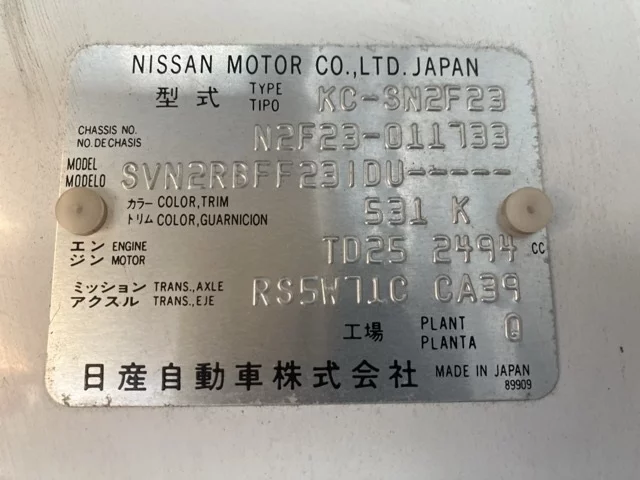 NISSAN MOTOR CO.,LTD. JAPAN
型式 TYPE TIPO KC-SN2F23
CHASSIS NO. NO. DE CHASIS N2F23-011733
MODEL MODELO SVN2RBFF23IDU-----
カラー COLOR,TRIM トリム COLOR,GUARNICION 531 K
エンジン ENGINE MOTOR TD25 2494 CC
ミッション TRANS.,AXLE アクスル TRANS.,EJE RS5W71C CA39
工場 PLANT PLANTA Q
日産自動車株式会社 MADE IN JAPAN
89909